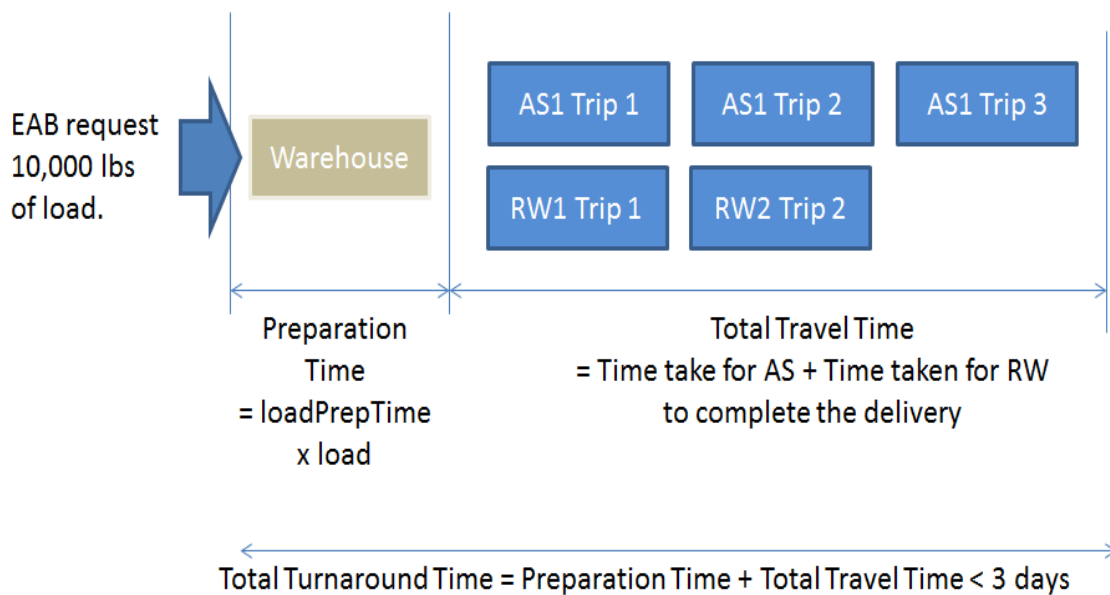 EAB request
10,000 lbs
of load.
Warehouse
AS1 Trip 1
AS1 Trip 2
AS1 Trip 3
RW1 Trip 1
RW2 Trip 2
Preparation
Time
= loadPrepTime
x load
Total Travel Time
= Time take for AS + Time taken for RW
to complete the delivery
Total Turnaround Time = Preparation Time + Total Travel Time < 3 days